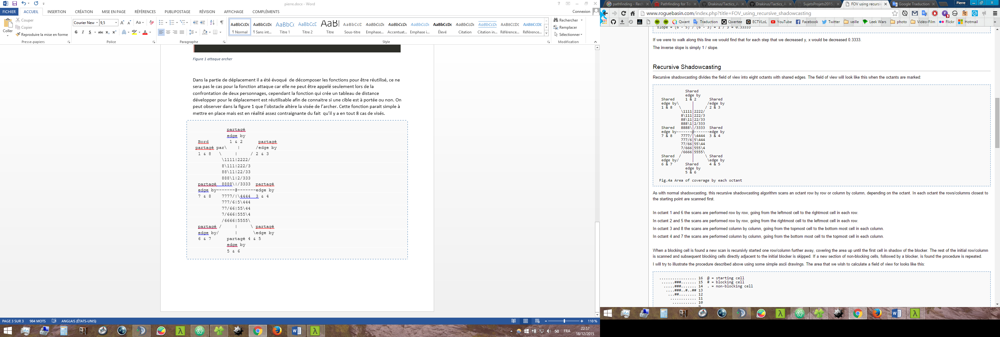 pierre.docx - Word
FICHIER ACCUEIL INSERTION CRÉATION MISE EN PAGE RÉFÉRENCES PUBLIPOSTAGE RÉVISION AFFICHAGE COMPLÉMENTS Connexion
Coller
Couper
Copier
Reproduire la mise en forme
Courier New 9,5
G I S abc x₂ x²
AaBbCcDc AaBbCcDc AaBbC( AaBbCcE AaBl AaBbCcC AaBbCcDc AaBbCcDc AaBbCcDc AaBbCcDc AaBbCcDc AaBbCcDc AABBCCDE AABBCCDE
¶ Normal ¶ Sans int... Titre 1 Titre 2 Titre Sous-titre Emphase... Accentuat... Emphase i... Élevé Citation Citation in... Référence... Référence...
Rechercher
Remplacer
Sélectionner
Presse-papiers Police Paragraphe Style Modification
Figure 1 attaque archer
Dans la partie de déplacement il a été évoqué  de décomposer les fonctions pour être réutilisé, ce ne
sera pas le cas pour la fonction attaque car elle ne peut être appelé seulement lors de la
confrontation de deux personnages, cependant la fonction qui crée un tableau de distance
développer pour le déplacement est réutilisable afin de connaitre si une cible est à portée ou non. On
peut observer dans la figure 1 que l’obstacle altère la visée de l’archer. Cette fonction parait simple à
mettre en place mais est en réalité assez contraignante du fait  qu’il y a en tout 8 cas de visés.
partagé
edge by
Bord 1 & 2 partagé
partagé par\ | /edge by
1 & 8 \ | / 2 & 3
\1111|2222/
8\111|222/3
88\11|22/33
888\1|2/333
partagé 8888\|/3333 partagé
edge by-------@-------edge by
7 & 8 7777/|\4444 3 & 4
777/6|5\444
77/66|55\44
7/666|555\4
/6666|5555\
partagé / | \ partagé
edge by/ | \edge by
6 & 7 partagé 4 & 5
edge by
5 & 6
PAGE 3 SUR 3 984 MOTS ANGLAIS (ÉTATS-UNIS) 110 %
50 FRA 22:57
18/12/2015
pathfinding - Rech Pathfinding for To Drakirus/Tactics_A Drakirus/Tactics_A SujetsProjets2015. FOV using recursiv Google Traduction Pierre
www.roguebasin.com/index.php?title=FOV_using_recursive_shadowcasting
Qwant Traduction Qwertee ECTVLoL YouTube Facebook Twitter veille Leek Wars photo Vidéo-Film Flickr Hotmail »
slope = (6 - 5) / (6 - 3) = 1 / 3 = 0.33333
If we were to walk along this line we would find that for each step that we decreased y, x would be decreased 0.3333.
The inverse slope is simply 1 / slope.
Recursive Shadowcasting
Recursive shadowcasting divides the field of view into eight octants with shared edges. The field of view will look like this when the octants are marked:
Shared
edge by
Shared 1 & 2 Shared
edge by\ | /edge by
1 & 8 \ | / 2 & 3
\1111|2222/
8\111|222/3
88\11|22/33
888\1|2/333
Shared 8888\|/3333 Shared
edge by-------@-------edge by
7 & 8 7777/|\4444 3 & 4
777/6|5\444
77/66|55\44
7/666|555\4
/6666|5555\
Shared / | \ Shared
edge by/ | \edge by
6 & 7 Shared 4 & 5
edge by
5 & 6
Fig.4a Area of coverage by each octant
As with normal shadowcasting, this recursive shadowcasting algorithm scans an octant row by row or column by column, depending on the octant. In each octant the rows/columns closest to
the starting point are scanned first.
In octant 1 and 6 the scans are performed row by row, going from the leftmost cell to the rightmost cell in each row.
In octant 2 and 5 the scans are performed row by row, going from the rightmost cell to the leftmost cell in each row.
In octant 3 and 8 the scans are performed column by column, going from the topmost cell to the bottom most cell in each column.
In octant 4 and 7 the scans are performed column by column, going from the bottom most cell to the topmost cell in each column.
When a blocking cell is found a new scan is recursivly started one row/column further away, covering the area up until the first cell in shadow of the blocker. The rest of the initial row/column
is scanned and subsequent blocking cells directly adjacent to the initial blocker is skipped. If a new section of non-blocking cells, followed by a blocker, is found the procedure is repeated.
I will try to illustrate the procedure described above using some simple ascii drawings. The area that we wish to calculate a field of view for looks like this:
................. 16 @ = starting cell
......###....... 15 # = blocking cell
.....###....... 14 . = non-blocking cell
....###..#..## 13
...##........ 12
............ 11
........... 10
9